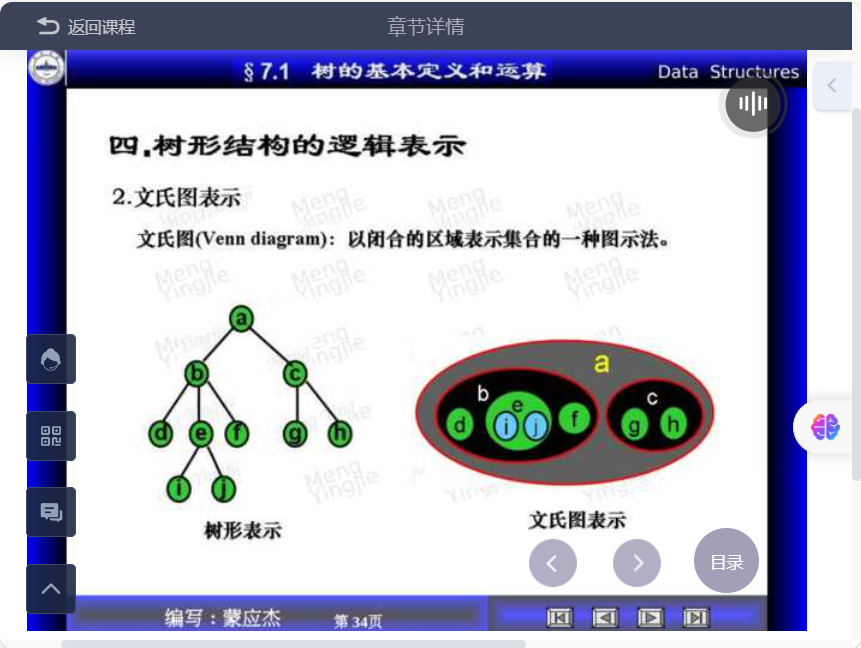 返回课程
章节详情
§7.1 树的基本定义和运算
Data Structures
四.树形结构的逻辑表示
2.文氏图表示
文氏图(Venn diagram)：以闭合的区域表示集合的一种图示法。
Meng Yingjie
a
b c
d e f g h
i j
树形表示
a
b c
d e f g h
i j
文氏图表示
目录
编写：蒙应杰
第34页